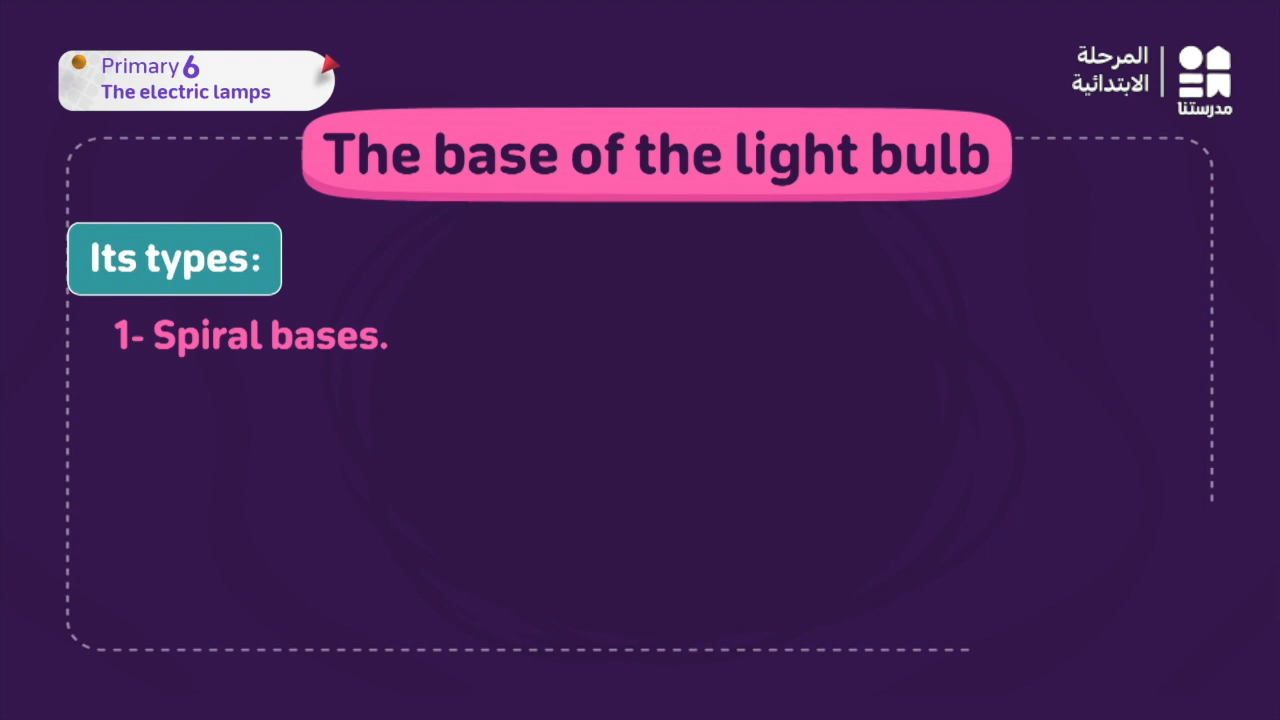 Primary 6
The electric lamps
المرحلة
الابتدائية
مدرستنا
The base of the light bulb
Its types:
1- Spiral bases.